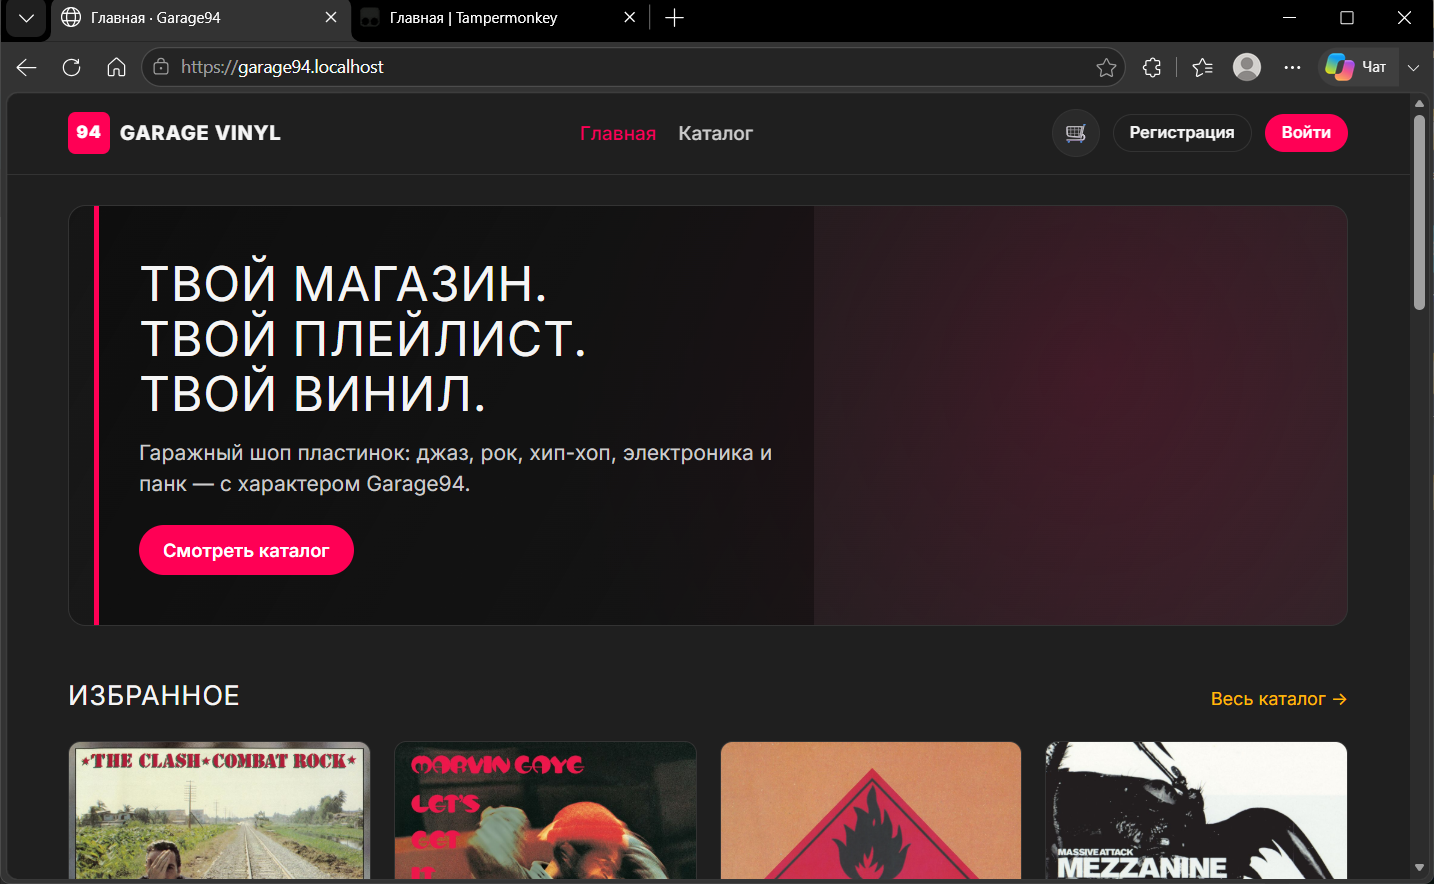 Главная · Garage94
Главная | Tampermonkey
https://garage94.localhost
Чат
94 GARAGE VINYL
Главная
Каталог
Регистрация
Войти
ТВОЙ МАГАЗИН.
ТВОЙ ПЛЕЙЛИСТ.
ТВОЙ ВИНИЛ.
Гаражный шоп пластинок: джаз, рок, хип-хоп, электроника и
панк — с характером Garage94.
Смотреть каталог
ИЗБРАННОЕ
Весь каталог →
★THE CLASH★COMBAT ROCK★
MARVIN GAYE
LET'S
GET
IT
MASSIVE ATTACK
MEZZANINE